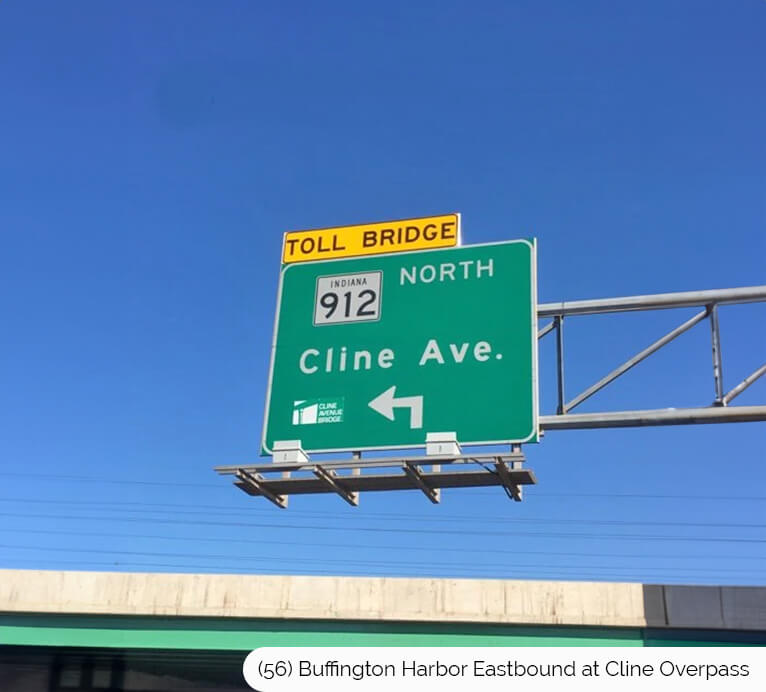 TOLL BRIDGE
NORTH
INDIANA
912
Cline Ave.
CLINE
AVENUE
BRIDGE
(56) Buffington Harbor Eastbound at Cline Overpass